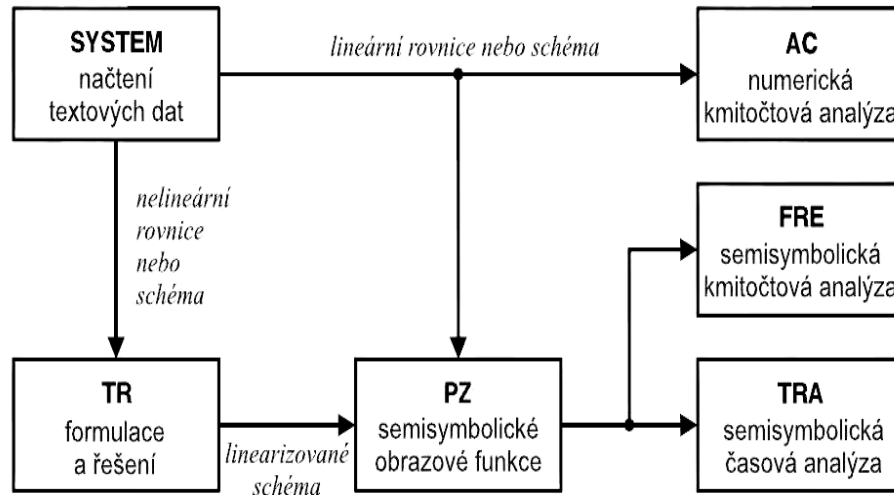 SYSTEM
načtení
textových dat
lineární rovnice nebo schéma
AC
numerická
kmitočtová analýza
nelineární
rovnice
nebo
schéma
FRE
semisymbolická
kmitočtová analýza
TR
formulace
a řešení
linearizované
schéma
PZ
semisymbolické
obrazové funkce
TRA
semisymbolická
časová analýza